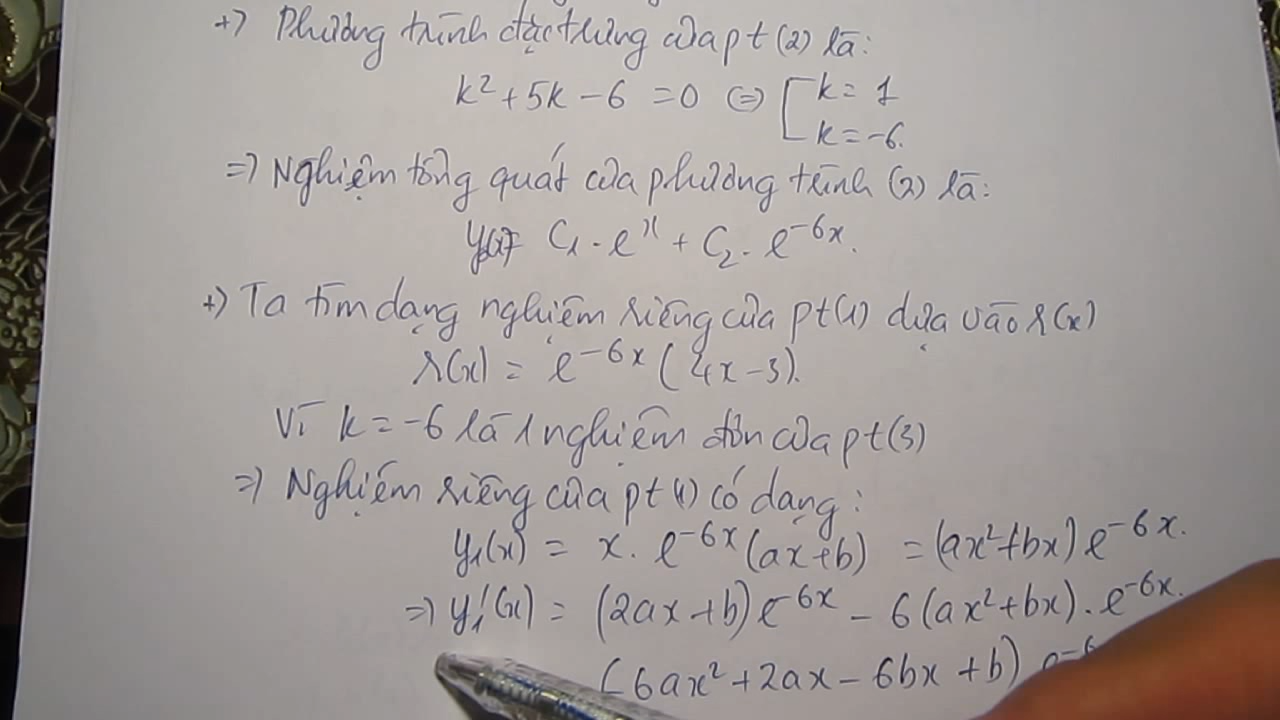 +) Phương trình đặc trưng của pt (2) là:
k² + 5k - 6 = 0 ⇔ [ k = 1
k = -6.
=) Nghiệm tổng quát của phương trình (2) là:
y(x) = C₁ . e^x + C₂ . e^{-6x}.
+) Ta tìm dạng nghiệm riêng của pt(1) dựa vào r(x)
r(x) = e^{-6x} (4x - 3).
Vì k = -6 là 1 nghiệm đơn của pt(3)
=) Nghiệm riêng của pt (1) có dạng:
y₁(x) = x. e^{-6x} (ax+b) = (ax²+bx) e^{-6x}.
=) y₁'(x) = (2ax + b) e^{-6x} - 6(ax²+bx). e^{-6x}.
(-6ax² + 2ax - 6bx + b) e^{-6